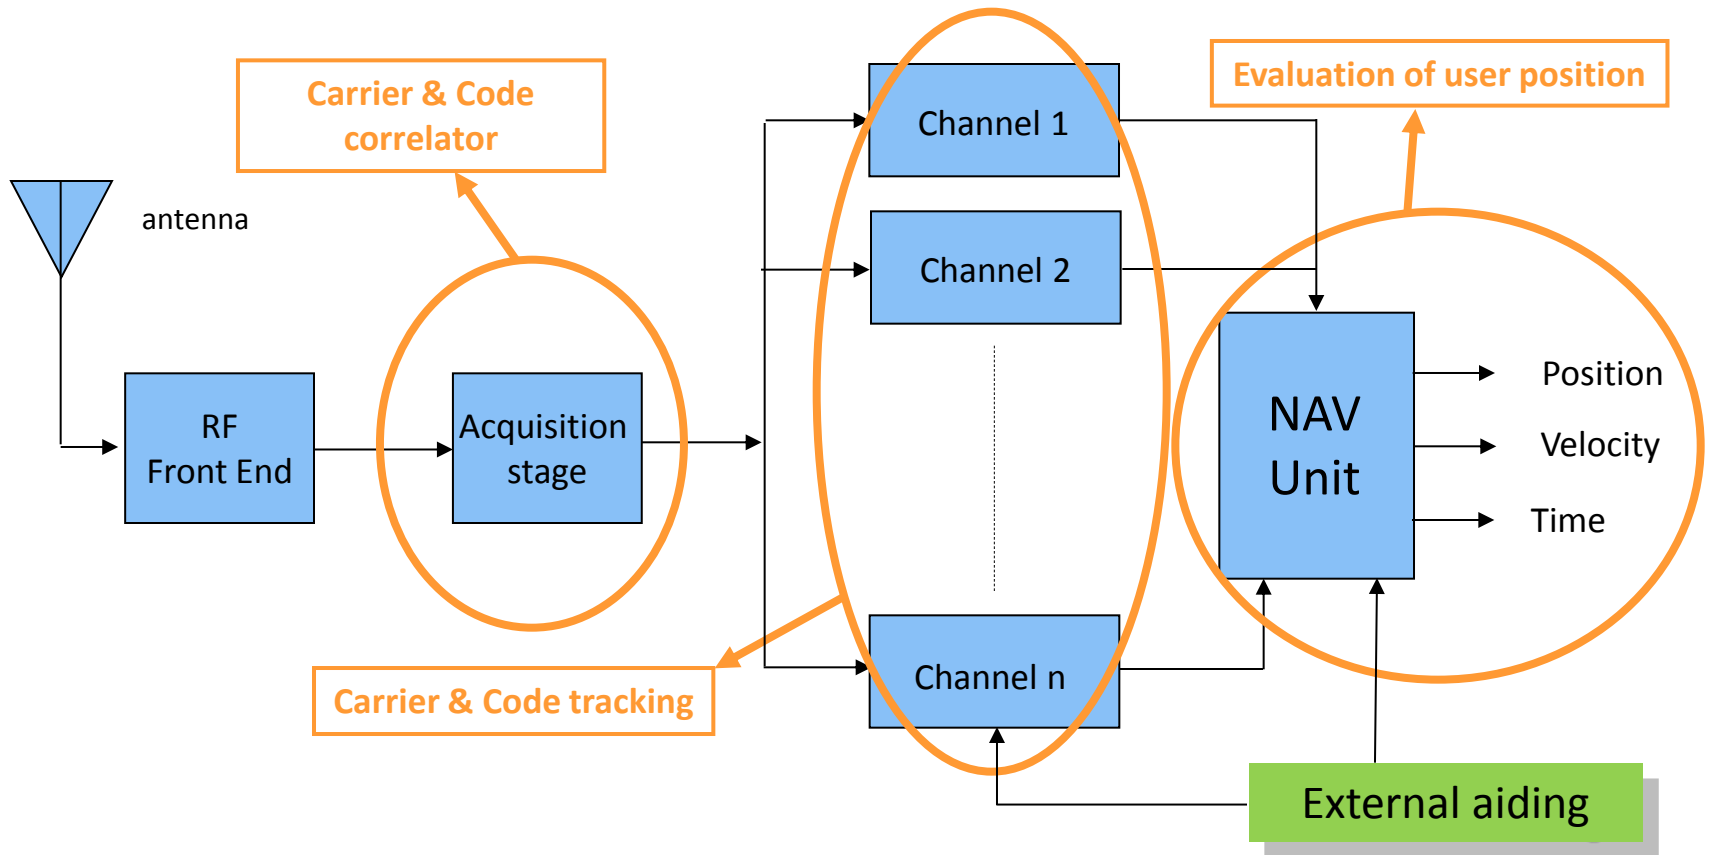 Carrier & Code
correlator
Evaluation of user position
Channel 1
antenna
Channel 2
RF
Front End
Acquisition
stage
NAV
Unit
Position
Velocity
Time
Carrier & Code tracking
Channel n
External aiding